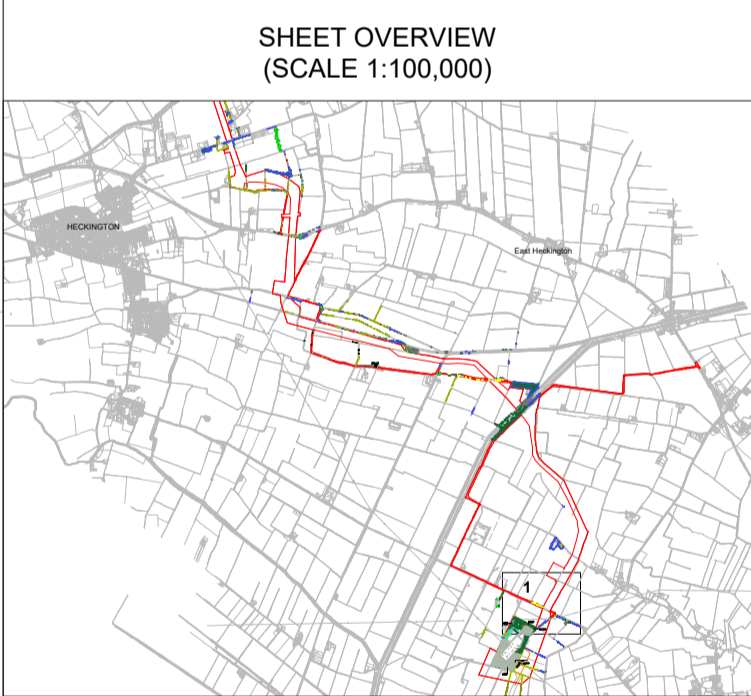 SHEET OVERVIEW
(SCALE 1:100,000)
HECKINGTON
East Heckington
1